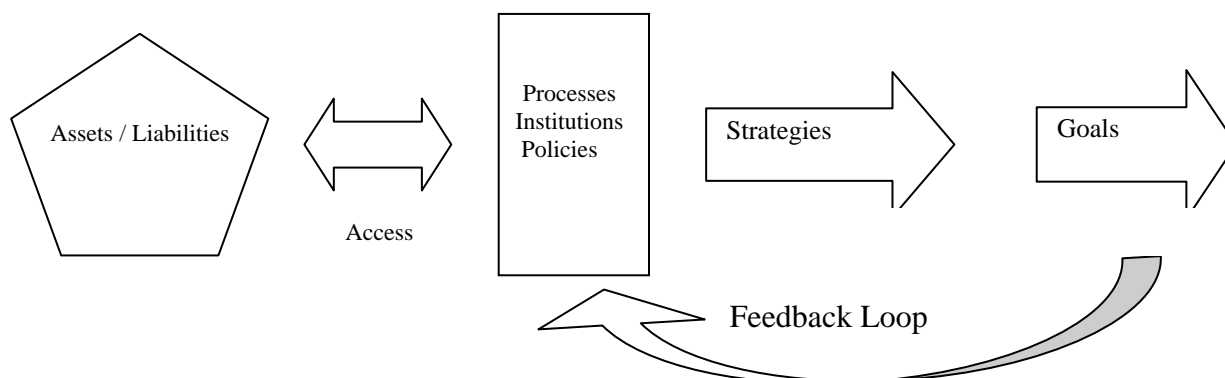 Assets / Liabilities
Access
Processes
Institutions
Policies
Strategies
Goals
Feedback Loop